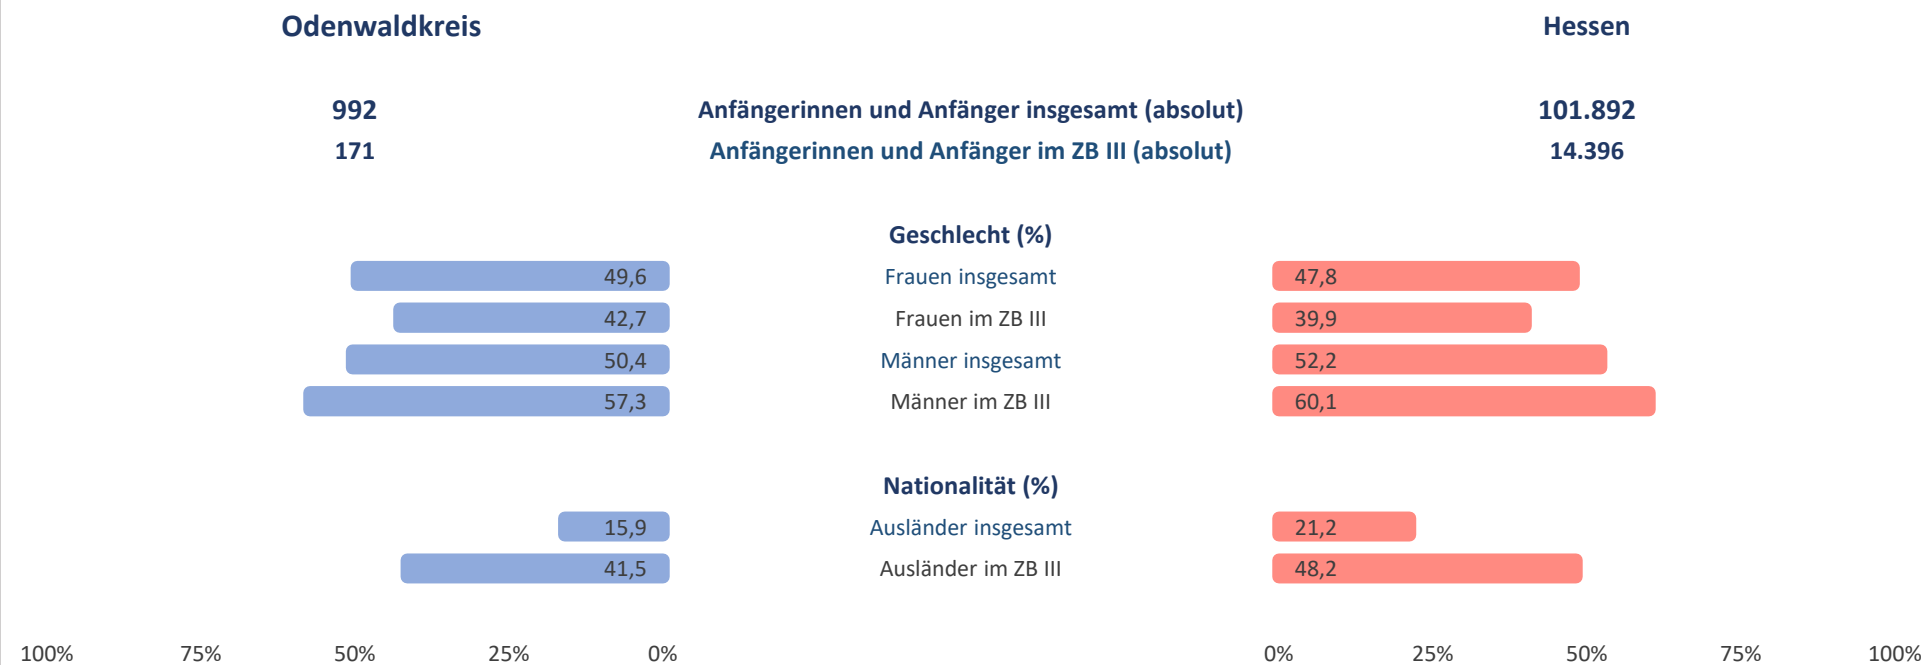 Odenwaldkreis Hessen
992 Anfängerinnen und Anfänger insgesamt (absolut) 101.892
171 Anfängerinnen und Anfänger im ZB III (absolut) 14.396
Geschlecht (%)
49,6 Frauen insgesamt 47,8
42,7 Frauen im ZB III 39,9
50,4 Männer insgesamt 52,2
57,3 Männer im ZB III 60,1
Nationalität (%)
15,9 Ausländer insgesamt 21,2
41,5 Ausländer im ZB III 48,2
100% 75% 50% 25% 0% 0% 25% 50% 75% 100%